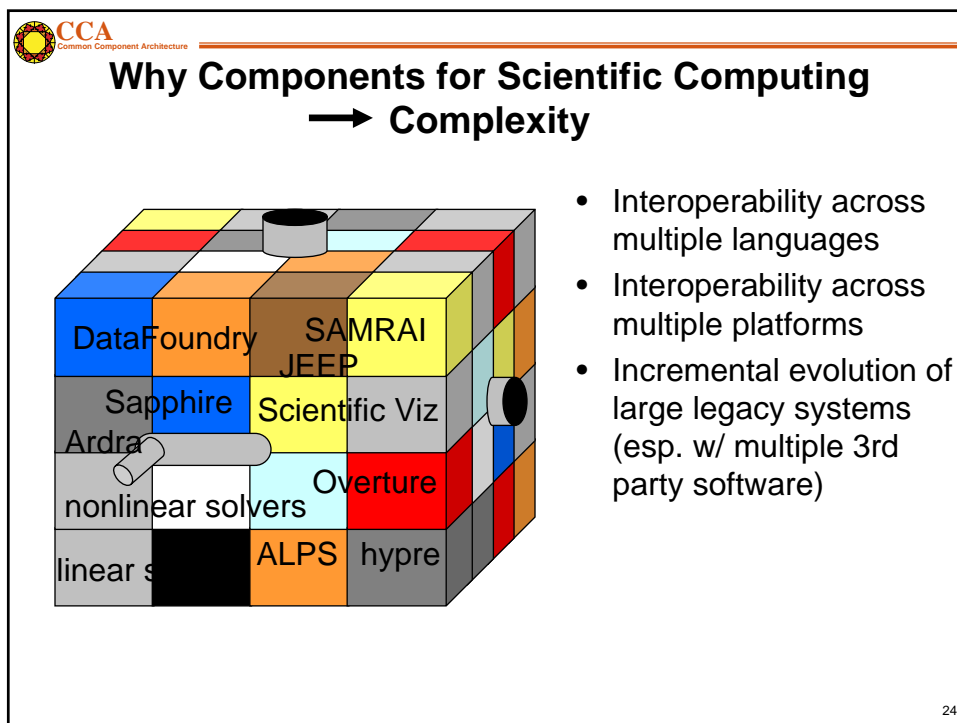 CCA
Common Component Architecture
Why Components for Scientific Computing
Complexity
DataFoundry
SAMRAI
JEEP
Sapphire
Scientific Viz
Ardra
Overture
nonlinear solvers
linear s
ALPS
hypre
• Interoperability across
multiple languages
• Interoperability across
multiple platforms
• Incremental evolution of
large legacy systems
(esp. w/ multiple 3rd
party software)
24